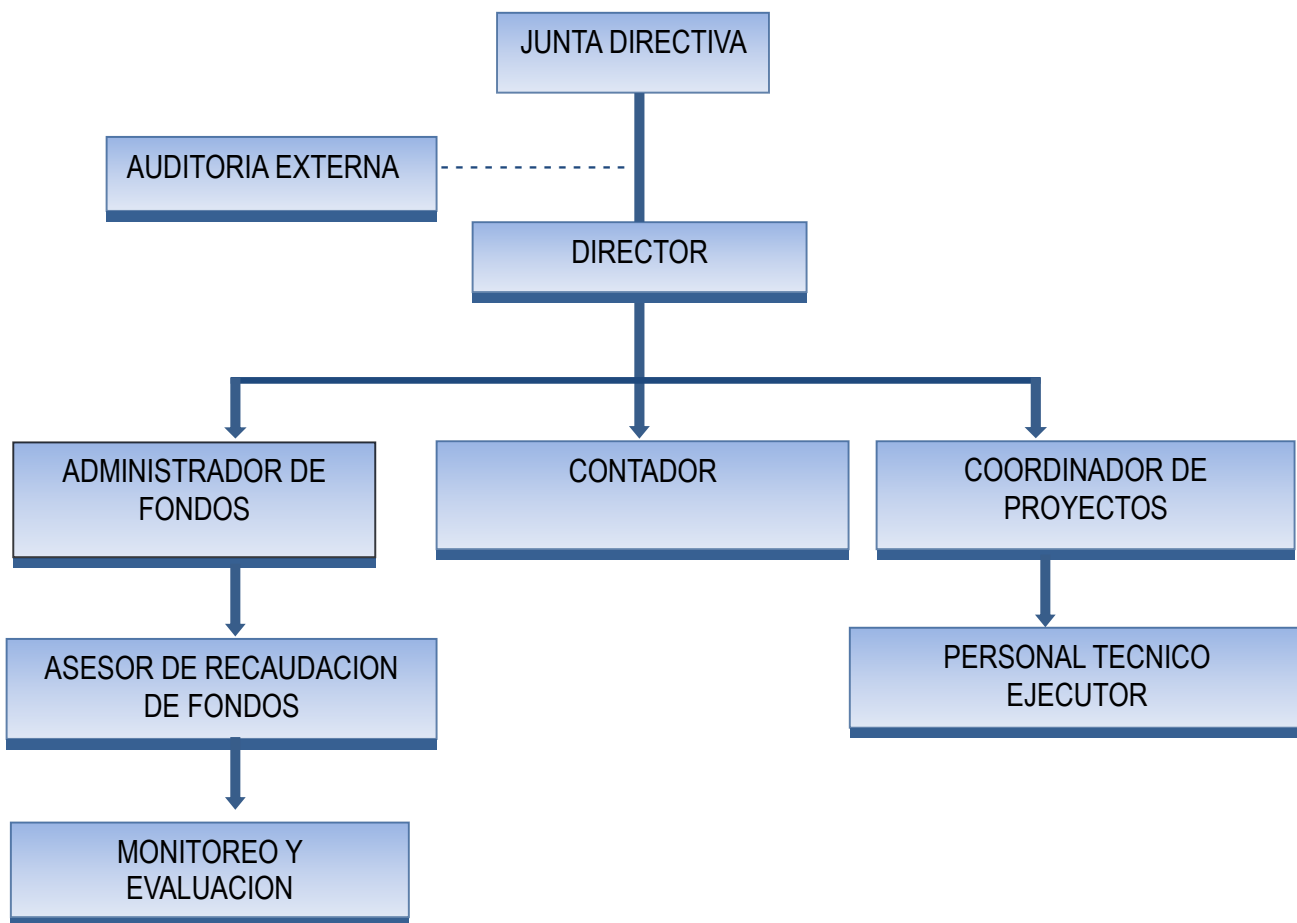 JUNTA DIRECTIVA
AUDITORIA EXTERNA
DIRECTOR
ADMINISTRADOR DE
FONDOS
CONTADOR
COORDINADOR DE
PROYECTOS
ASESOR DE RECAUDACION
DE FONDOS
PERSONAL TECNICO
EJECUTOR
MONITOREO Y
EVALUACION